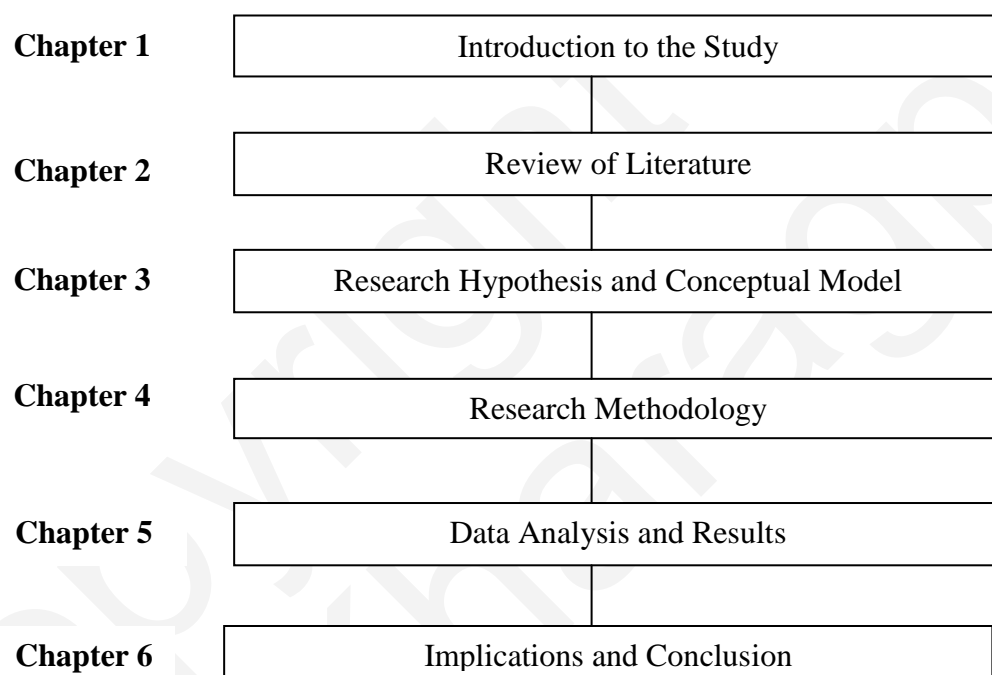 Chapter 1 Introduction to the Study
Chapter 2 Review of Literature
Chapter 3 Research Hypothesis and Conceptual Model
Chapter 4 Research Methodology
Chapter 5 Data Analysis and Results
Chapter 6 Implications and Conclusion